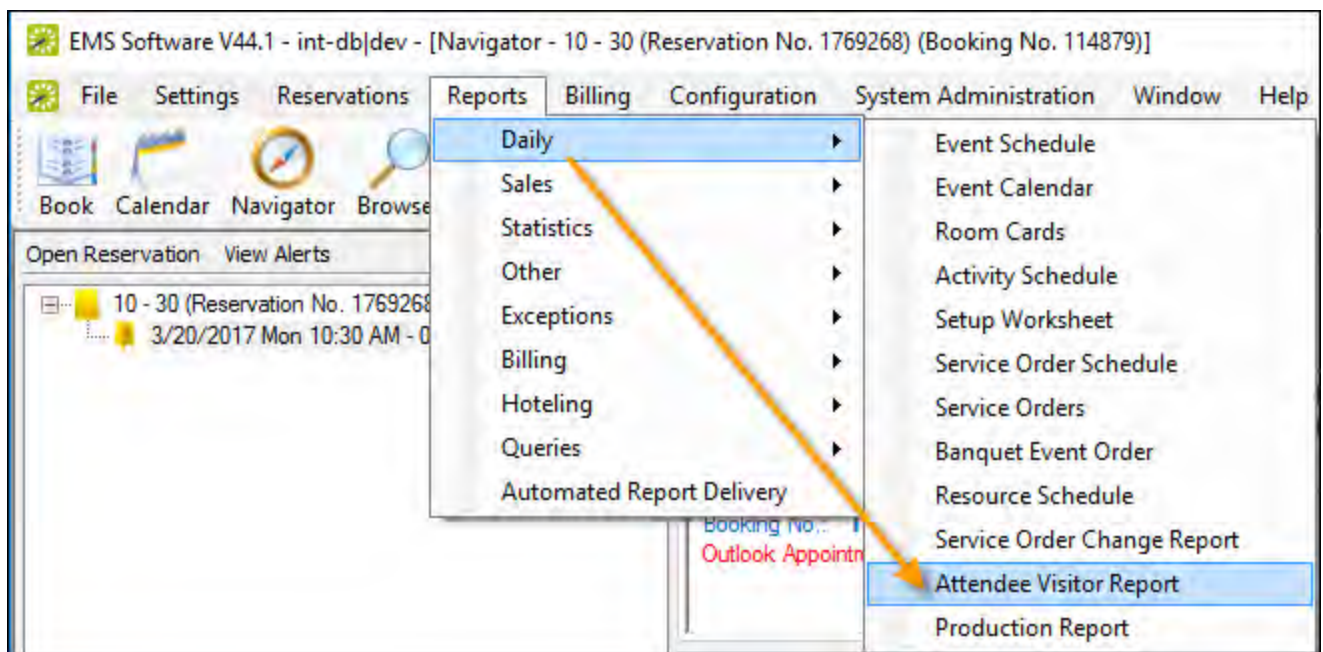 EMS Software V44.1 - int-db|dev - [Navigator - 10 - 30 (Reservation No. 1769268) (Booking No. 114879)]
File Settings Reservations Reports Billing Configuration System Administration Window Help
Book Calendar Navigator Browse
Open Reservation View Alerts
10 - 30 (Reservation No. 1769268
3/20/2017 Mon 10:30 AM - 0
Daily
Sales
Statistics
Other
Exceptions
Billing
Hoteling
Queries
Automated Report Delivery
Booking No.:
Outlook Appointm
Event Schedule
Event Calendar
Room Cards
Activity Schedule
Setup Worksheet
Service Order Schedule
Service Orders
Banquet Event Order
Resource Schedule
Service Order Change Report
Attendee Visitor Report
Production Report